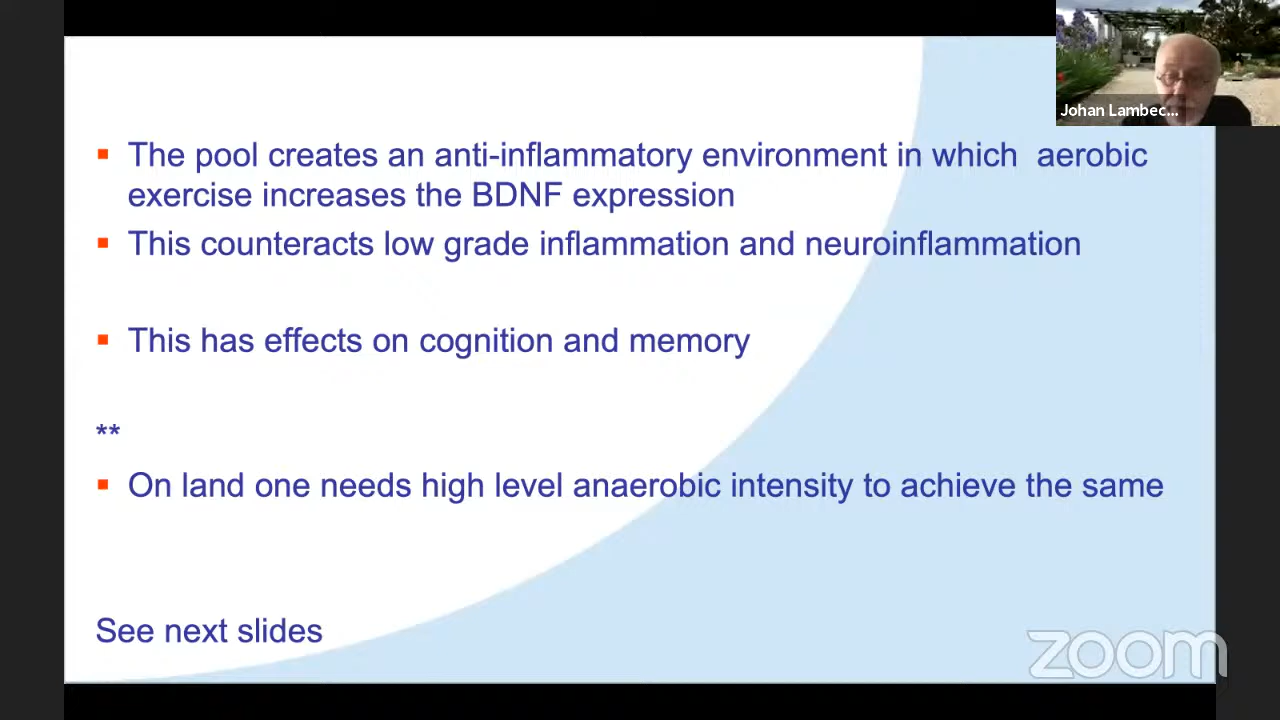 Johan Lambec...
▪ The pool creates an anti-inflammatory environment in which aerobic
exercise increases the BDNF expression
▪ This counteracts low grade inflammation and neuroinflammation
▪ This has effects on cognition and memory
**
▪ On land one needs high level anaerobic intensity to achieve the same
See next slides
zoom